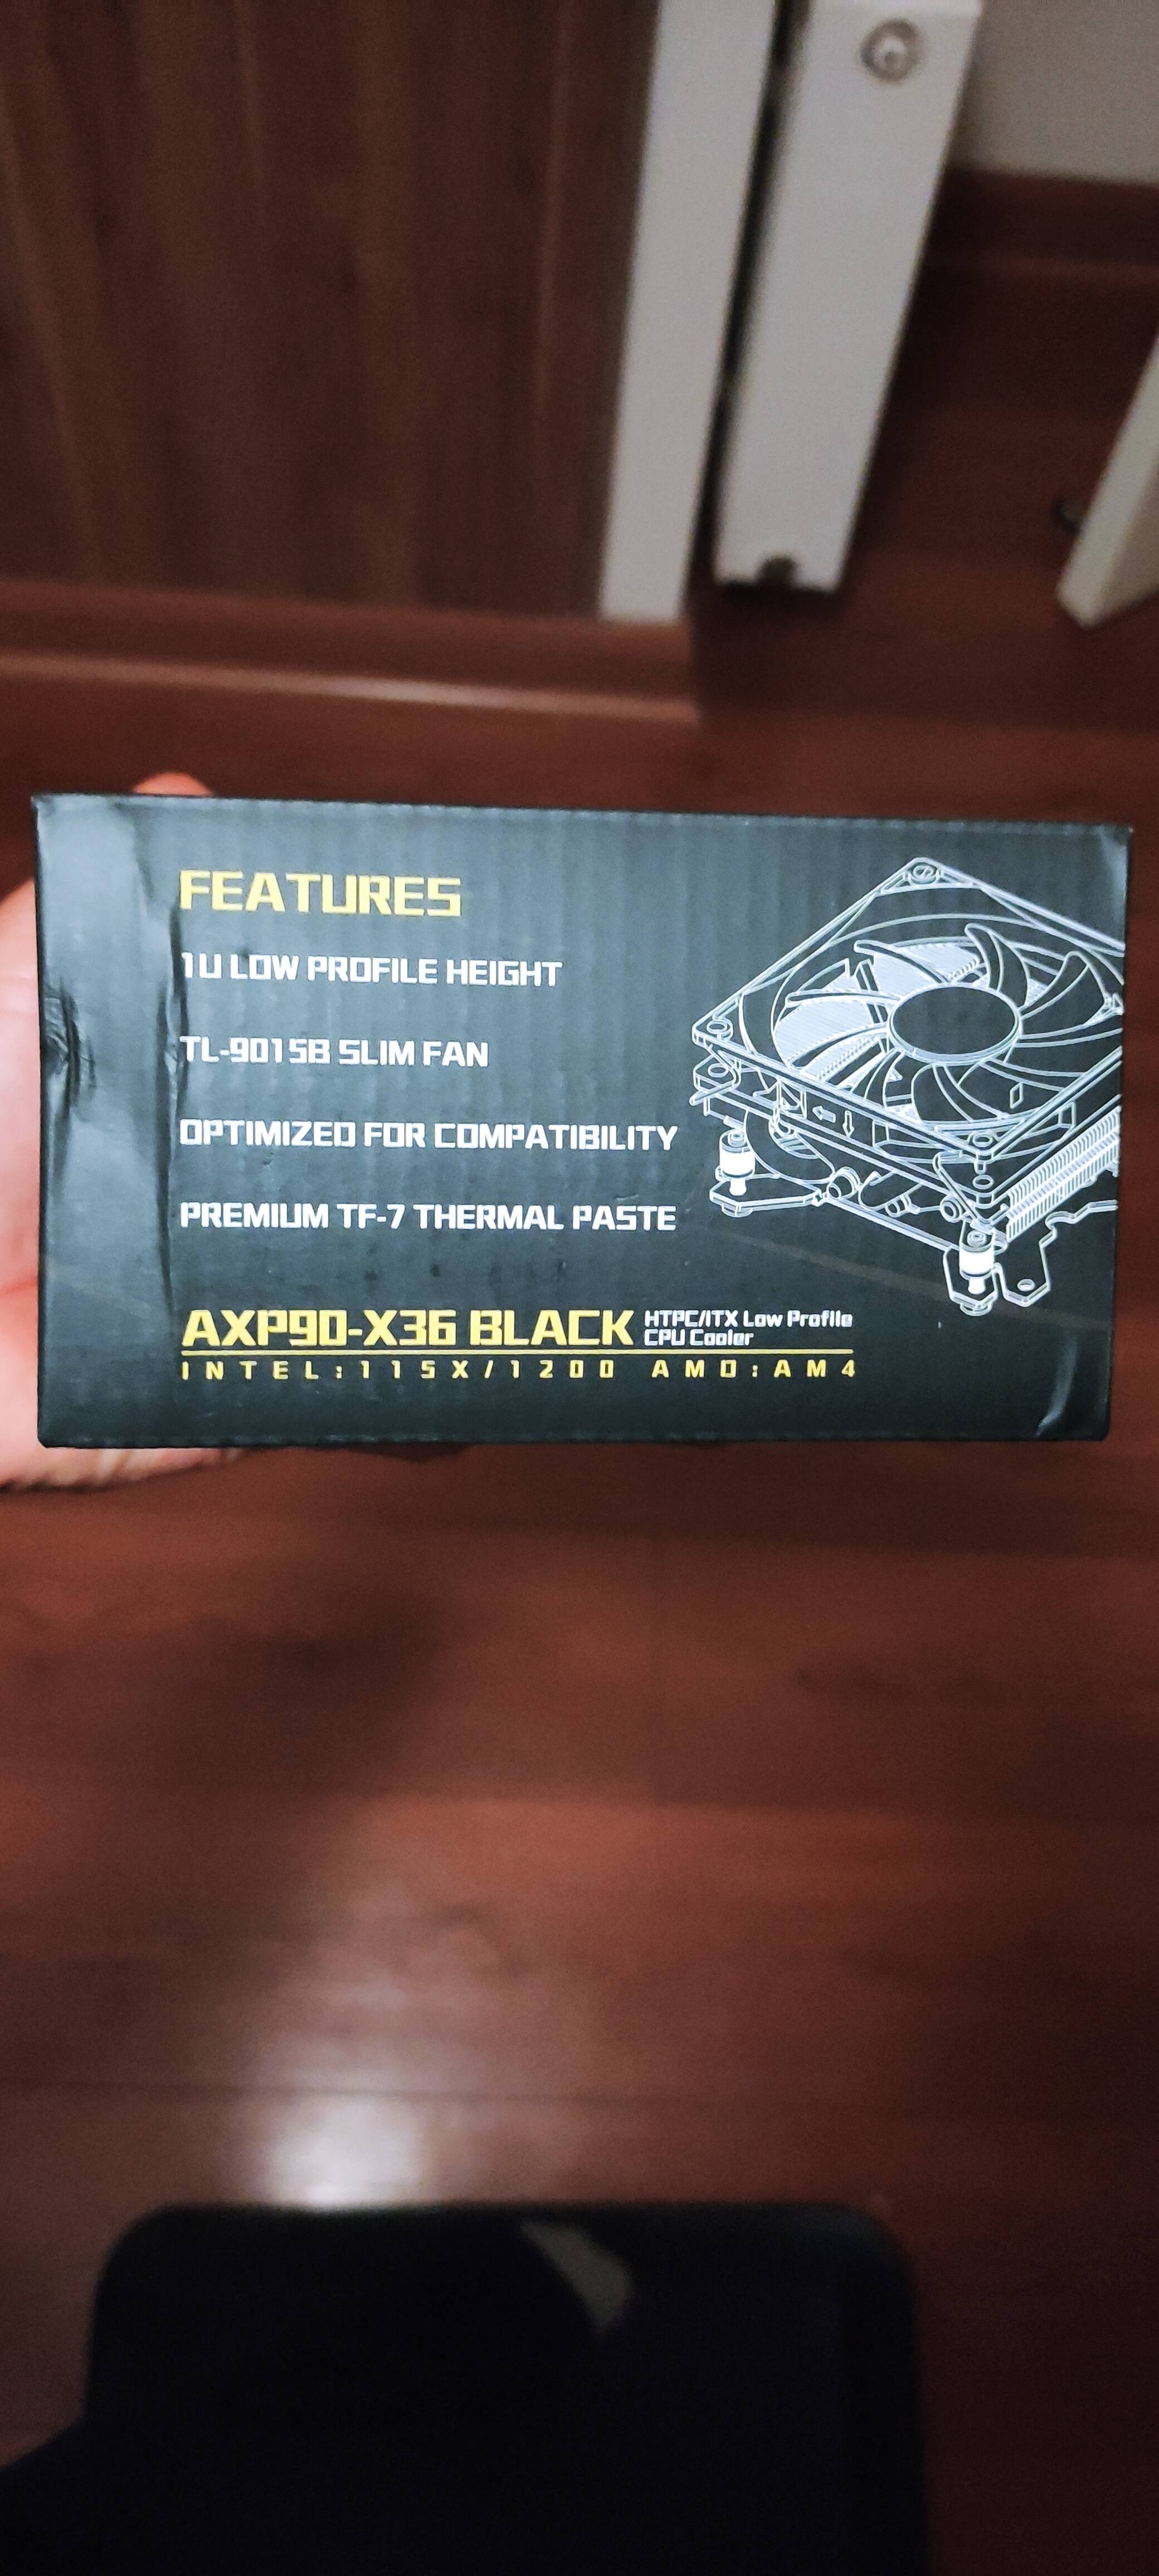 FEATURES
1U LOW PROFILE HEIGHT
TL-9015B SLIM FAN
OPTIMIZED FOR COMPATIBILITY
PREMIUM TF-7 THERMAL PASTE
AXP90-X36 BLACK HTPC/ITX Low Profile
CPU Cooler
INTEL:115X/1200 AMD:AM4